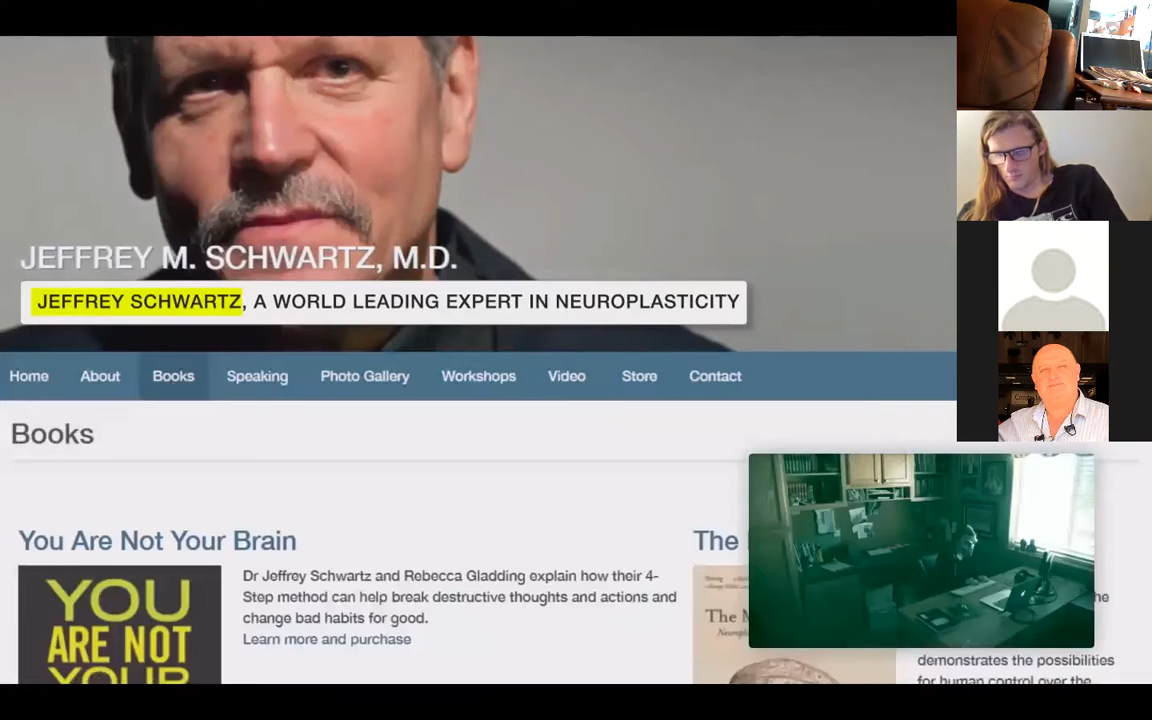 JEFFREY M. SCHWARTZ, M.D.
JEFFREY SCHWARTZ, A WORLD LEADING EXPERT IN NEUROPLASTICITY
Home About Books Speaking Photo Gallery Workshops Video Store Contact
Books
You Are Not Your Brain
YOU
ARE NOT
YOUR
Dr Jeffrey Schwartz and Rebecca Gladding explain how their 4-
Step method can help break destructive thoughts and actions and
change bad habits for good.
Learn more and purchase
The
The
demonstrates the possibilities
for human control over the